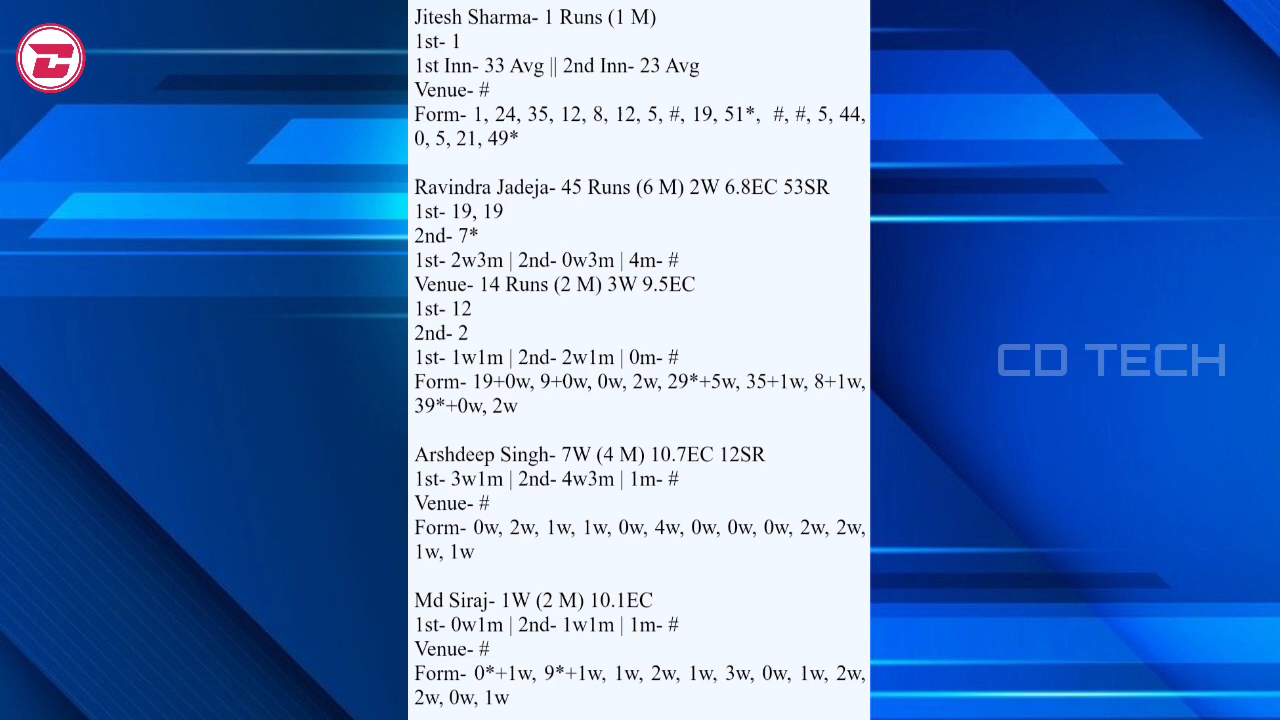 Jitesh Sharma- 1 Runs (1 M)
1st- 1
1st Inn- 33 Avg || 2nd Inn- 23 Avg
Venue- #
Form- 1, 24, 35, 12, 8, 12, 5, #, 19, 51*, #, #, 5, 44,
0, 5, 21, 49*
Ravindra Jadeja- 45 Runs (6 M) 2W 6.8EC 53SR
1st- 19, 19
2nd- 7*
1st- 2w3m | 2nd- 0w3m | 4m- #
Venue- 14 Runs (2 M) 3W 9.5EC
1st- 12
2nd- 2
1st- 1w1m | 2nd- 2w1m | 0m- #
Form- 19+0w, 9+0w, 0w, 2w, 29*+5w, 35+1w, 8+1w,
39*+0w, 2w
Arshdeep Singh- 7W (4 M) 10.7EC 12SR
1st- 3w1m | 2nd- 4w3m | 1m- #
Venue- #
Form- 0w, 2w, 1w, 1w, 0w, 4w, 0w, 0w, 0w, 2w, 2w,
1w, 1w
Md Siraj- 1W (2 M) 10.1EC
1st- 0w1m | 2nd- 1w1m | 1m- #
Venue- #
Form- 0*+1w, 9*+1w, 1w, 2w, 1w, 3w, 0w, 1w, 2w,
2w, 0w, 1w
CD TECH